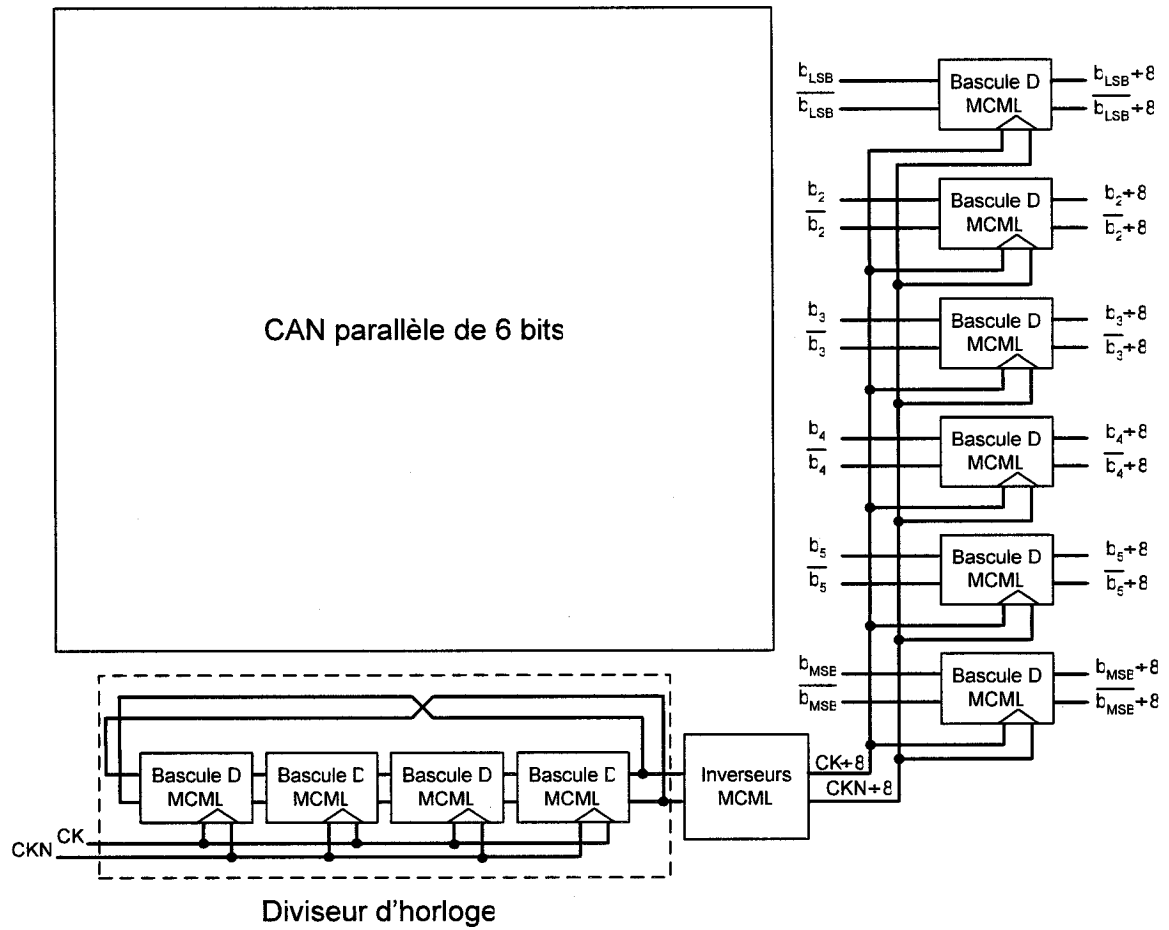 CAN parallèle de 6 bits
b_LSB
b_LSB
Bascule D
MCML
b_LSB÷8
b_LSB÷8
b_2
b_2
Bascule D
MCML
b_2÷8
b_2÷8
b_3
b_3
Bascule D
MCML
b_3÷8
b_3÷8
b_4
b_4
Bascule D
MCML
b_4÷8
b_4÷8
b_5
b_5
Bascule D
MCML
b_5÷8
b_5÷8
b_MSB
b_MSB
Bascule D
MCML
b_MSB÷8
b_MSB÷8
Bascule D
MCML
Bascule D
MCML
Bascule D
MCML
Bascule D
MCML
Inverseurs
MCML
CK÷8
CKN÷8
CK
CKN
Diviseur d'horloge